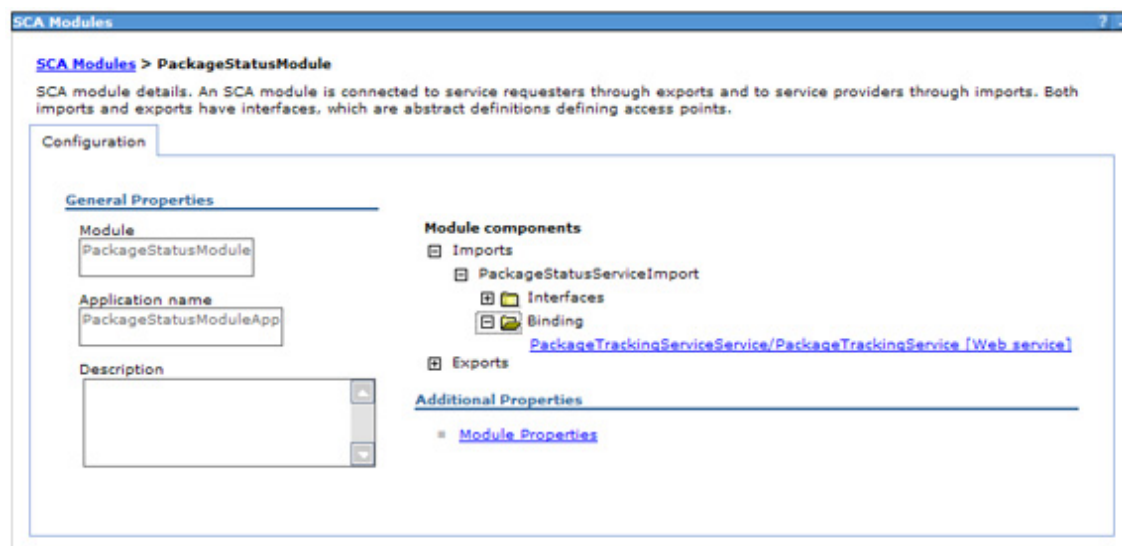 SCA Modules
?
SCA Modules > PackageStatusModule
SCA module details. An SCA module is connected to service requesters through exports and to service providers through imports. Both
imports and exports have interfaces, which are abstract definitions defining access points.
Configuration
General Properties
Module
PackageStatusModule
Application name
PackageStatusModuleApp
Description
Module components
Imports
PackageStatusServiceImport
Interfaces
Binding
PackageTrackingServiceService/PackageTrackingService [Web service]
Exports
Additional Properties
Module Properties